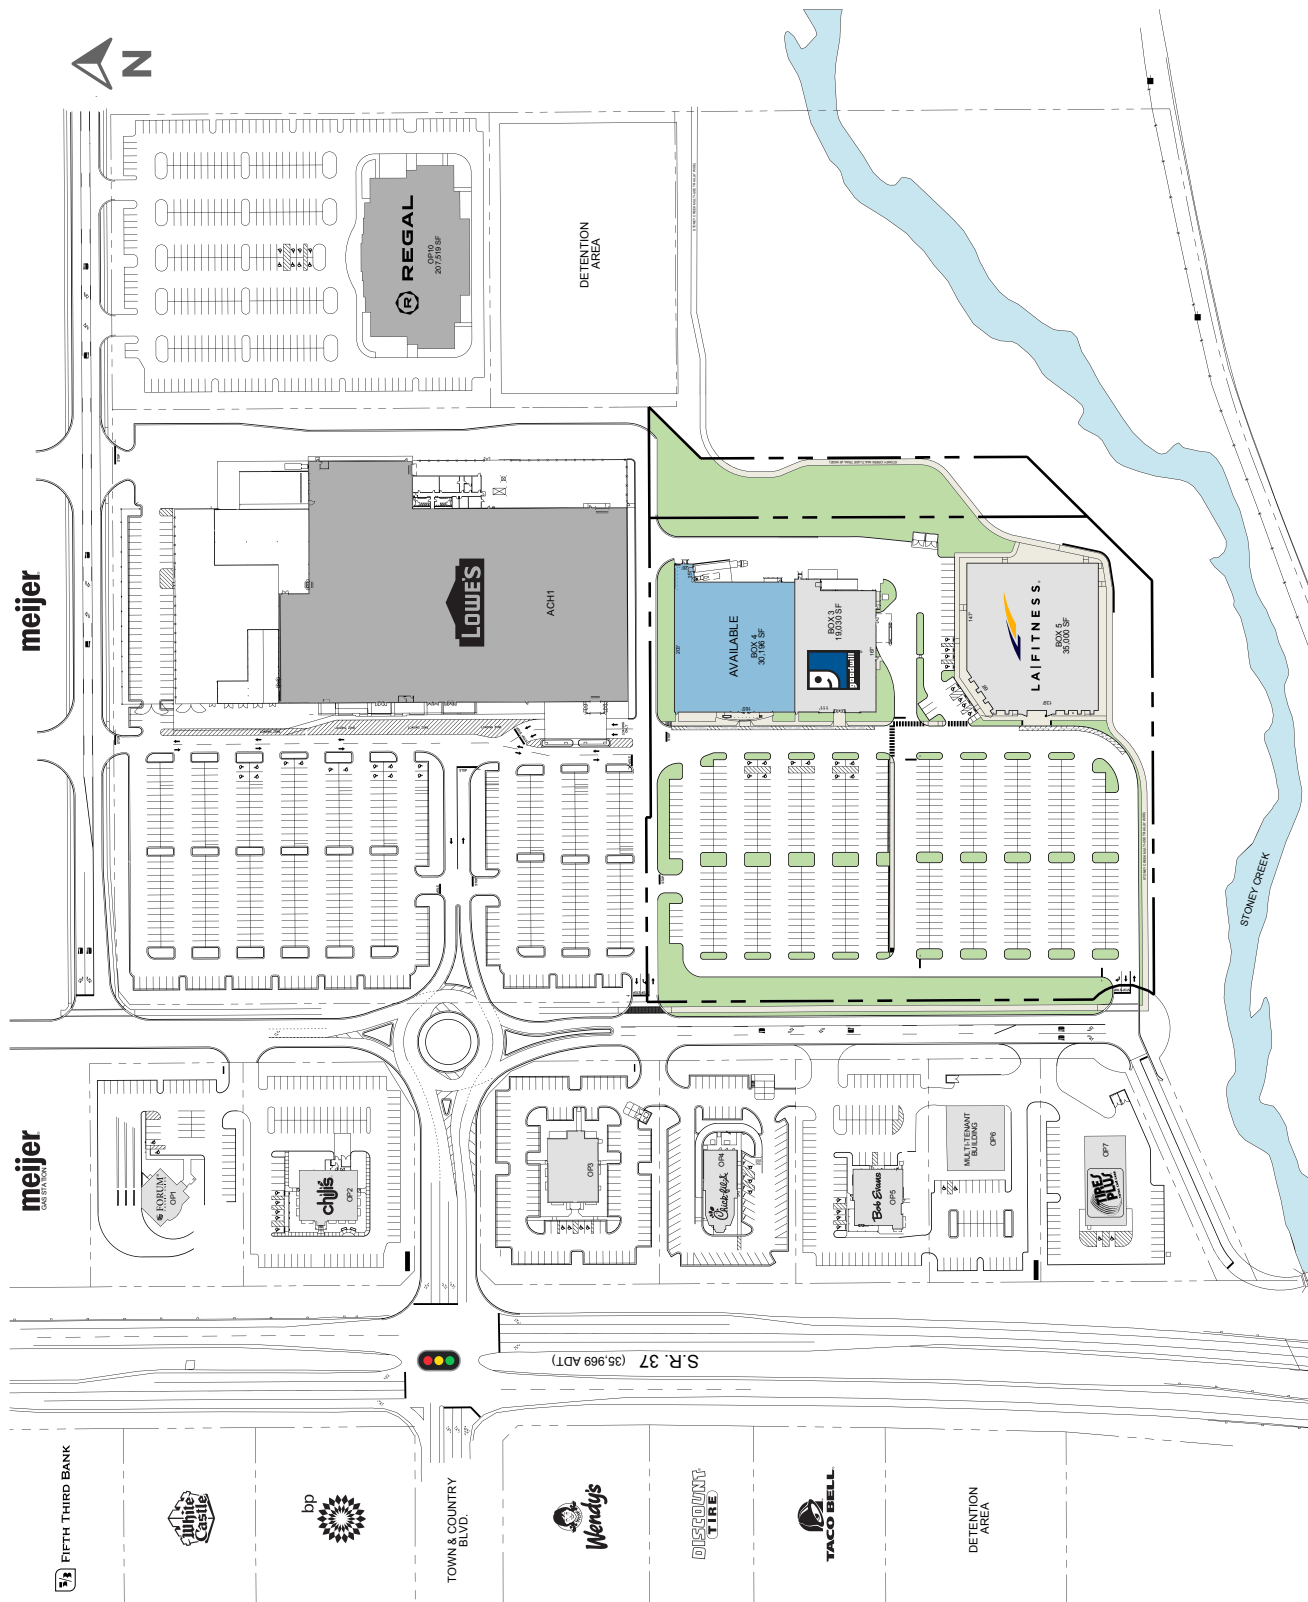 N
REGAL
R
OP10
207,519 SF
DETENTION
AREA
meijer
LOWE'S
ACH1
AVAILABLE
BOX 4
30,196 SF
BOX 3
19,030 SF
goodwill
LA|FITNESS.
BOX 5
35,000 SF
147'
STONEY CREEK
meijer
GAS STATION
FORUM
OP1
chili's
OP2
OP3
Chick-fil-A
OP4
Bob Evans
OP5
MULTI-TENANT
BUILDING
OP6
OP7
TIRES
PLUS
S.R. 37 (35,969 ADT)
5/3 FIFTH THIRD BANK
White
Castle
bp
TOWN & COUNTRY
BLVD.
Wendy's
DISCOUNT
TIRE
TACO BELL
DETENTION
AREA